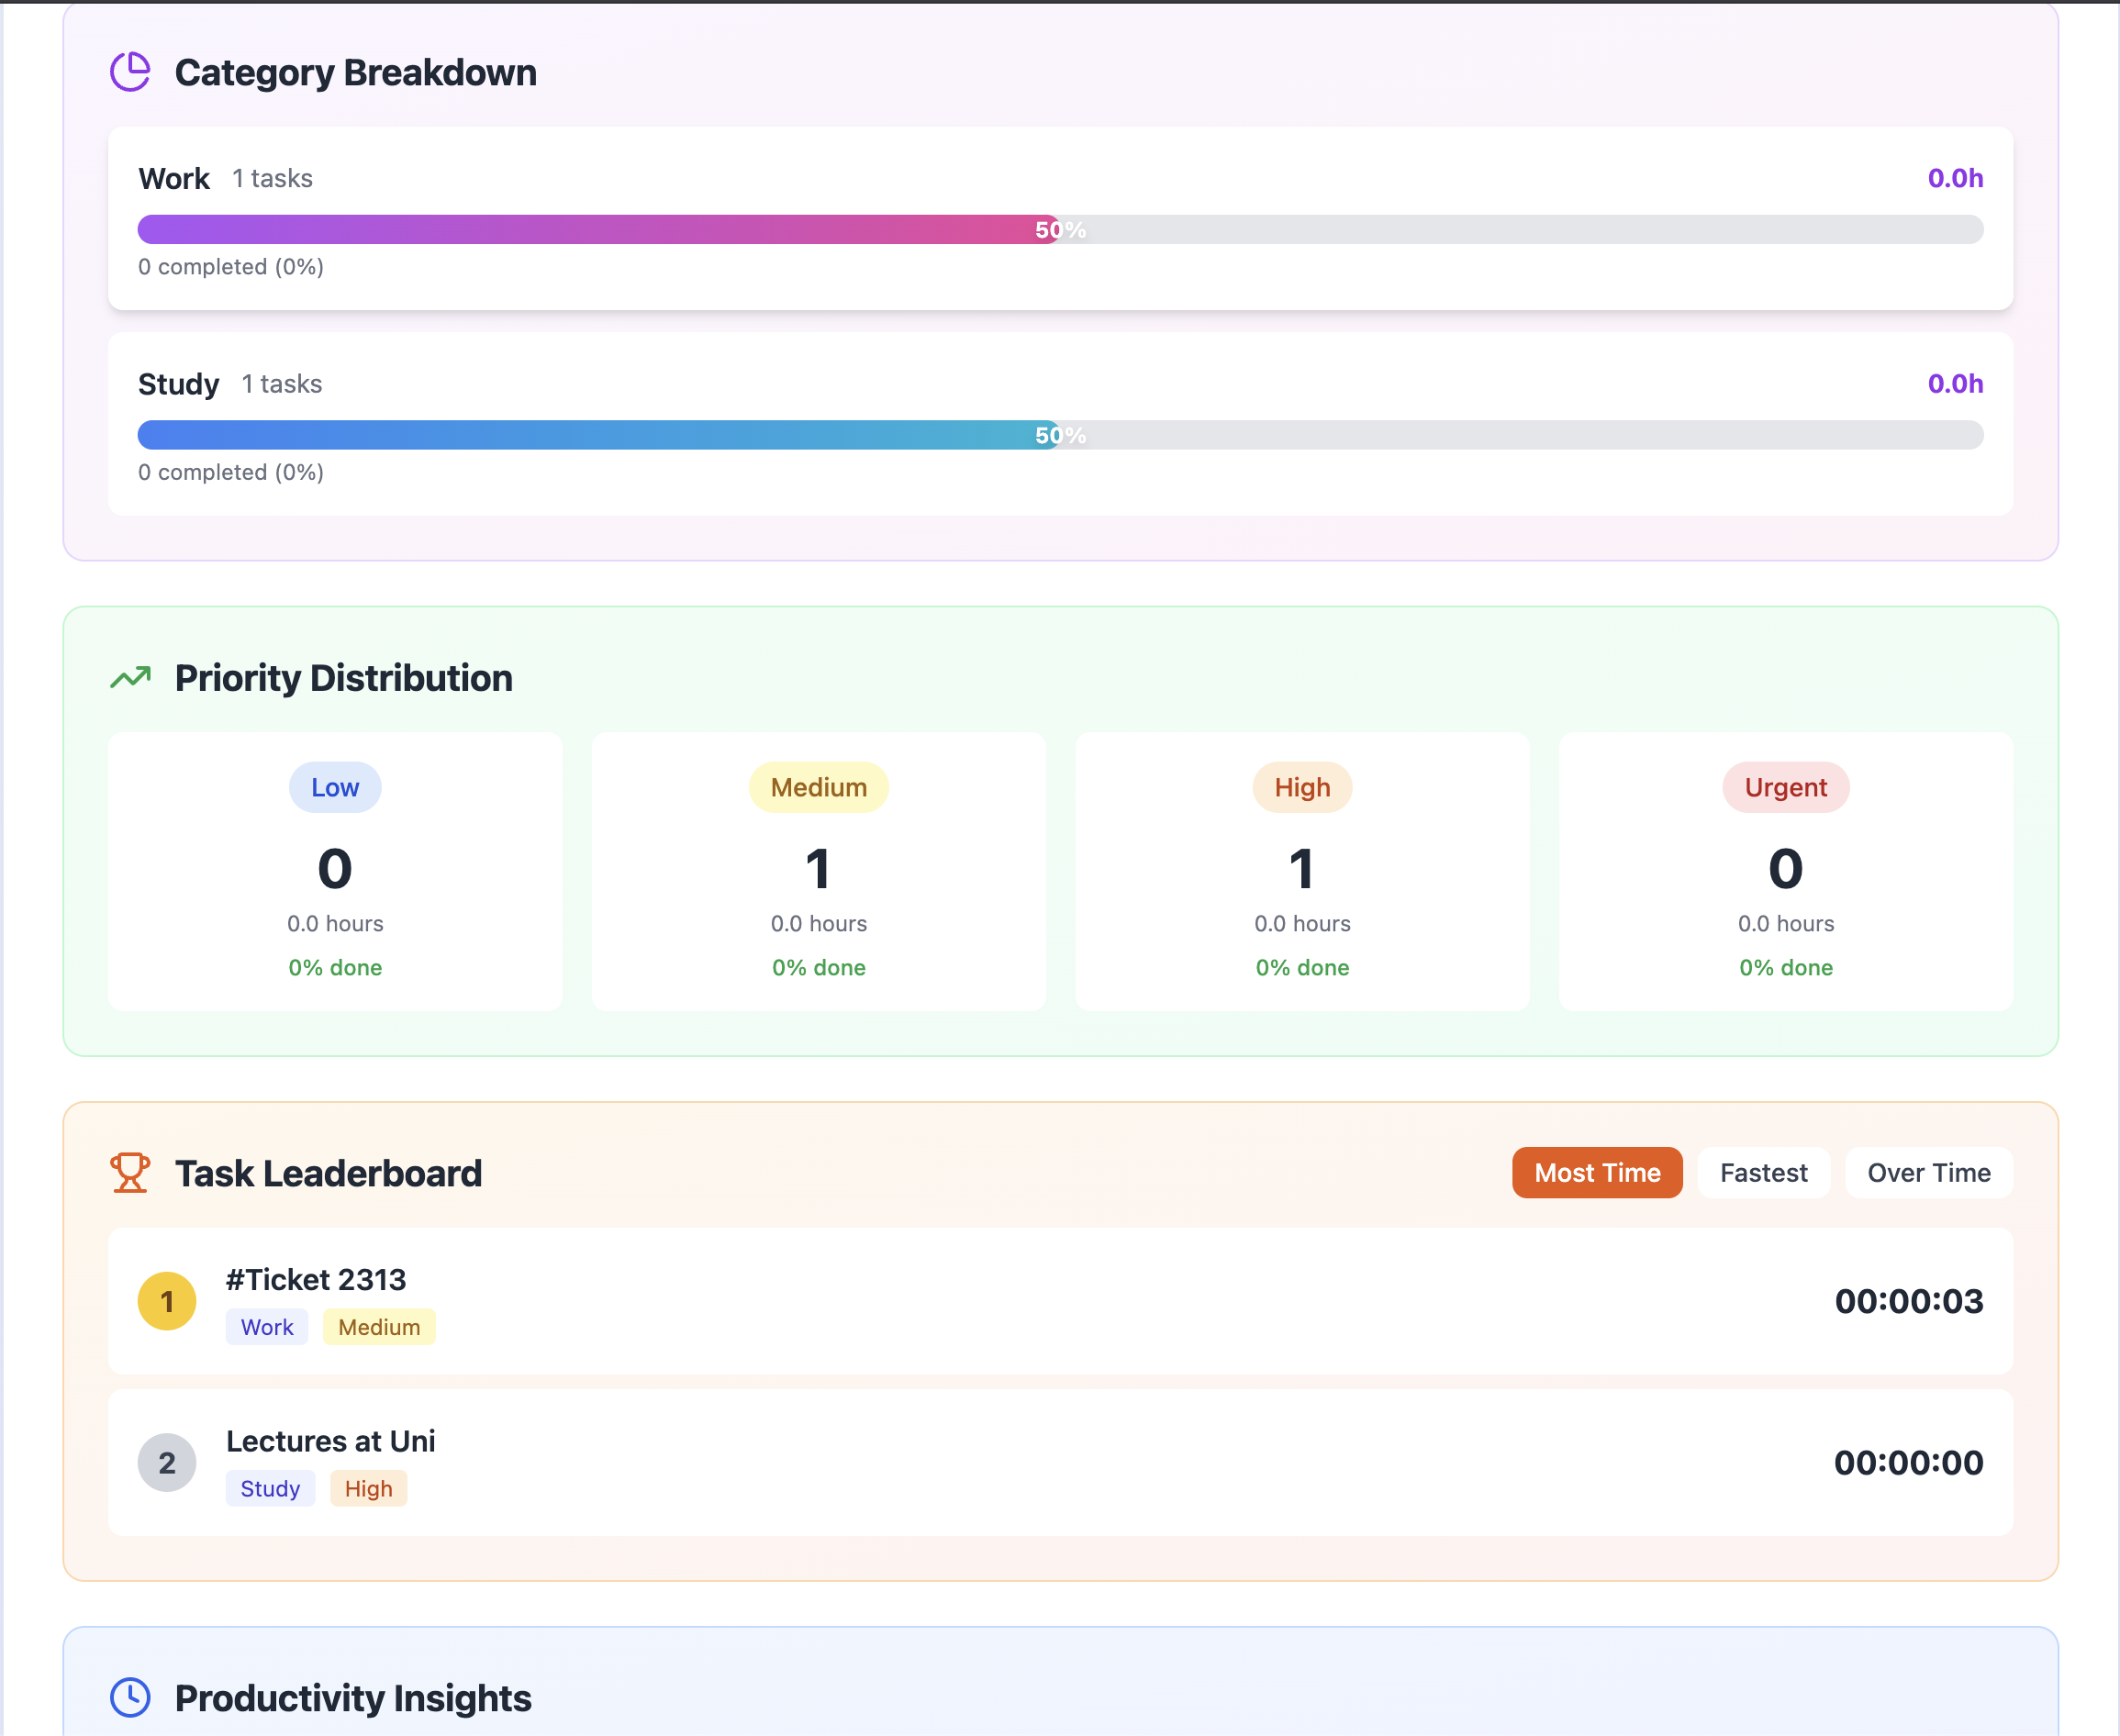 Category Breakdown
Work 1 tasks 0.0h
50%
0 completed (0%)
Study 1 tasks 0.0h
50%
0 completed (0%)
Priority Distribution
Low Medium High Urgent
0 1 1 0
0.0 hours 0.0 hours 0.0 hours 0.0 hours
0% done 0% done 0% done 0% done
Task Leaderboard Most Time Fastest Over Time
1 #Ticket 2313 00:00:03
Work Medium
2 Lectures at Uni 00:00:00
Study High
Productivity Insights